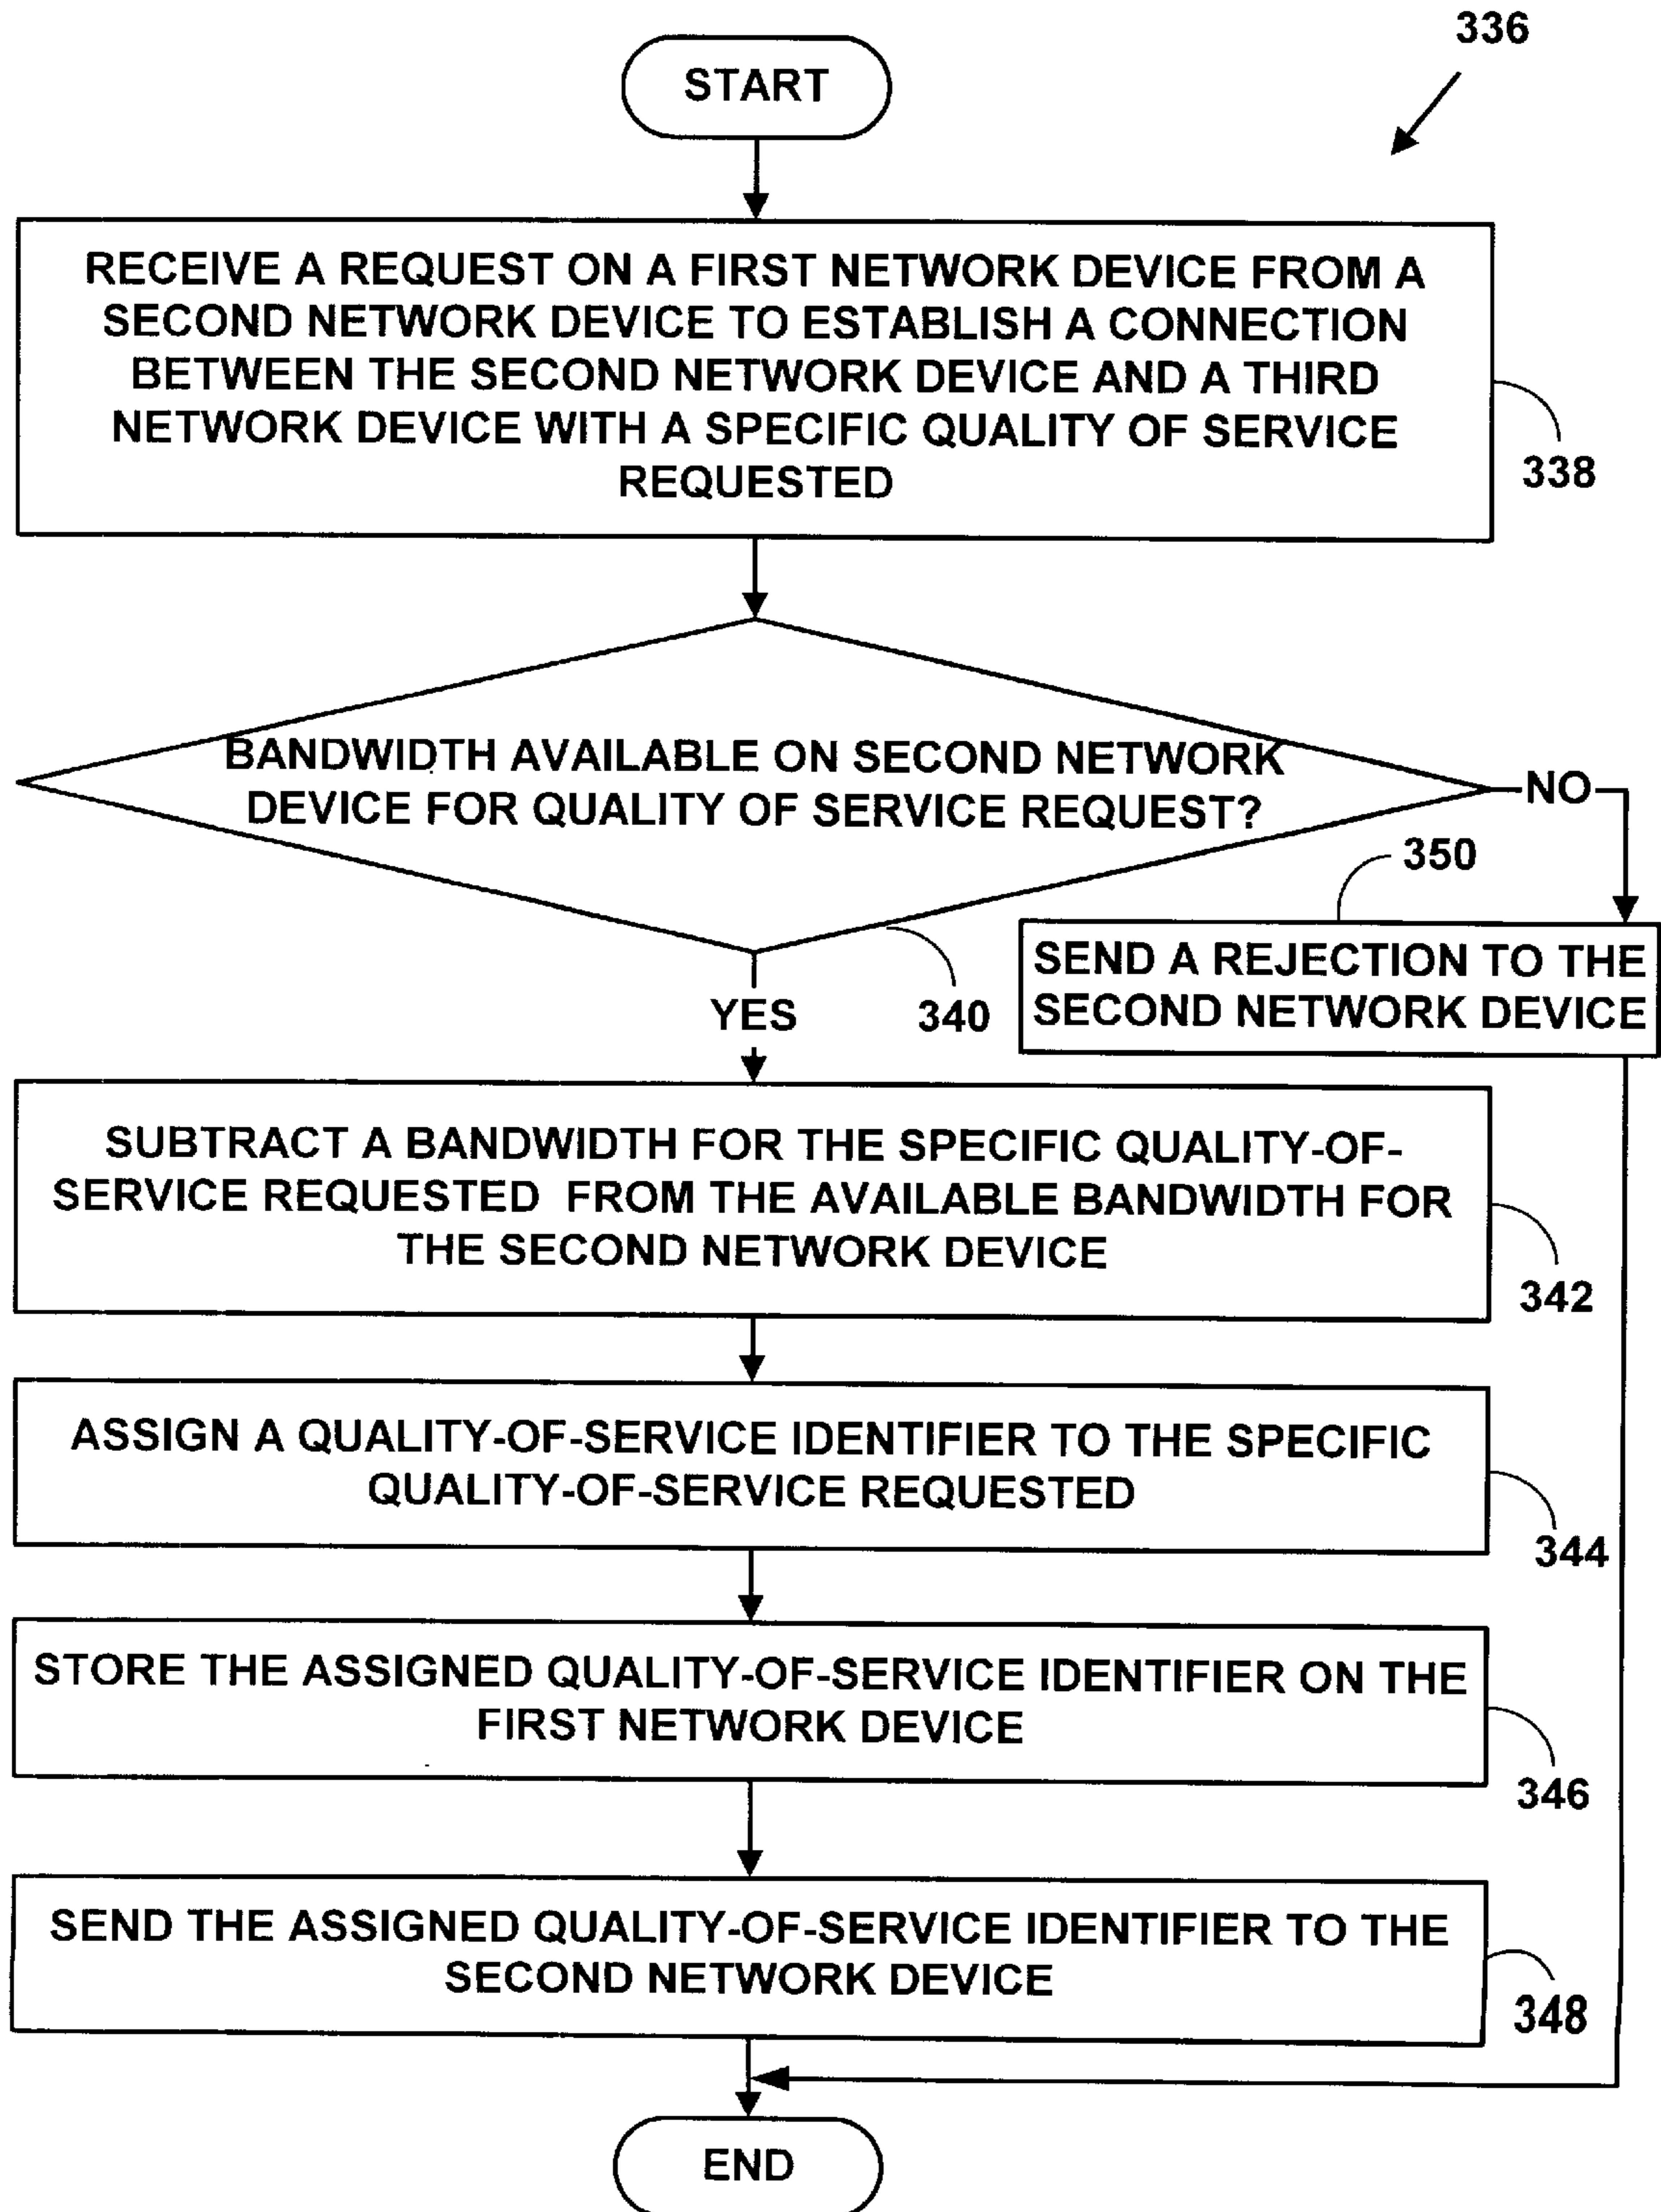 336
START
RECEIVE A REQUEST ON A FIRST NETWORK DEVICE FROM A
SECOND NETWORK DEVICE TO ESTABLISH A CONNECTION
BETWEEN THE SECOND NETWORK DEVICE AND A THIRD
NETWORK DEVICE WITH A SPECIFIC QUALITY OF SERVICE
REQUESTED
338
BANDWIDTH AVAILABLE ON SECOND NETWORK
DEVICE FOR QUALITY OF SERVICE REQUEST?
NO
350
SEND A REJECTION TO THE
SECOND NETWORK DEVICE
YES
340
SUBTRACT A BANDWIDTH FOR THE SPECIFIC QUALITY-OF-
SERVICE REQUESTED FROM THE AVAILABLE BANDWIDTH FOR
THE SECOND NETWORK DEVICE
342
ASSIGN A QUALITY-OF-SERVICE IDENTIFIER TO THE SPECIFIC
QUALITY-OF-SERVICE REQUESTED
344
STORE THE ASSIGNED QUALITY-OF-SERVICE IDENTIFIER ON THE
FIRST NETWORK DEVICE
346
SEND THE ASSIGNED QUALITY-OF-SERVICE IDENTIFIER TO THE
SECOND NETWORK DEVICE
348
END